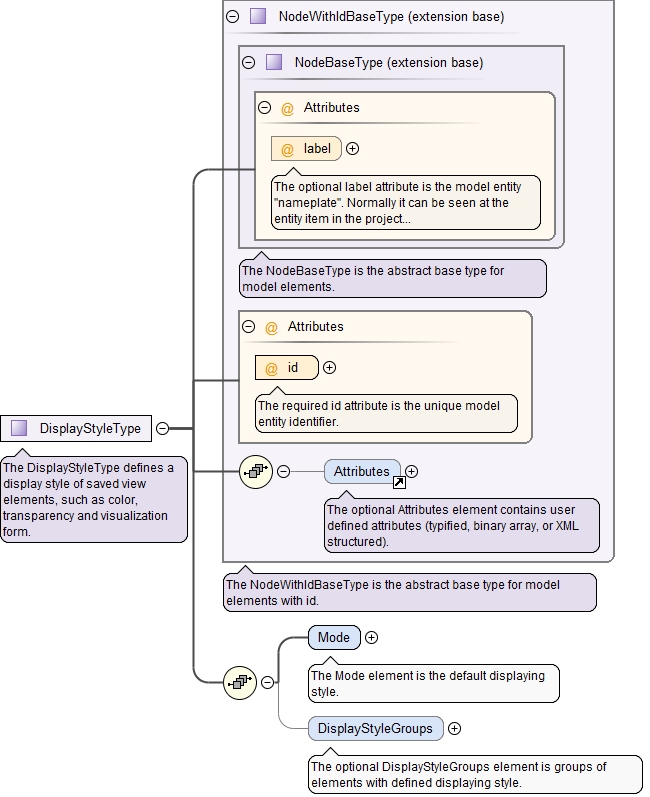 NodeWithIdBaseType (extension base)
NodeBaseType (extension base)
@ Attributes
@ label
The optional label attribute is the model entity
"nameplate". Normally it can be seen at the
entity item in the project...
The NodeBaseType is the abstract base type for
model elements.
@ Attributes
@ id
The required id attribute is the unique model
entity identifier.
DisplayStyleType
The DisplayStyleType defines a
display style of saved view
elements, such as color,
transparency and visualization
form.
Attributes
The optional Attributes element contains user
defined attributes (typified, binary array, or XML
structured).
The NodeWithIdBaseType is the abstract base type for model
elements with id.
Mode
The Mode element is the default displaying
style.
DisplayStyleGroups
The optional DisplayStyleGroups element is groups of
elements with defined displaying style.